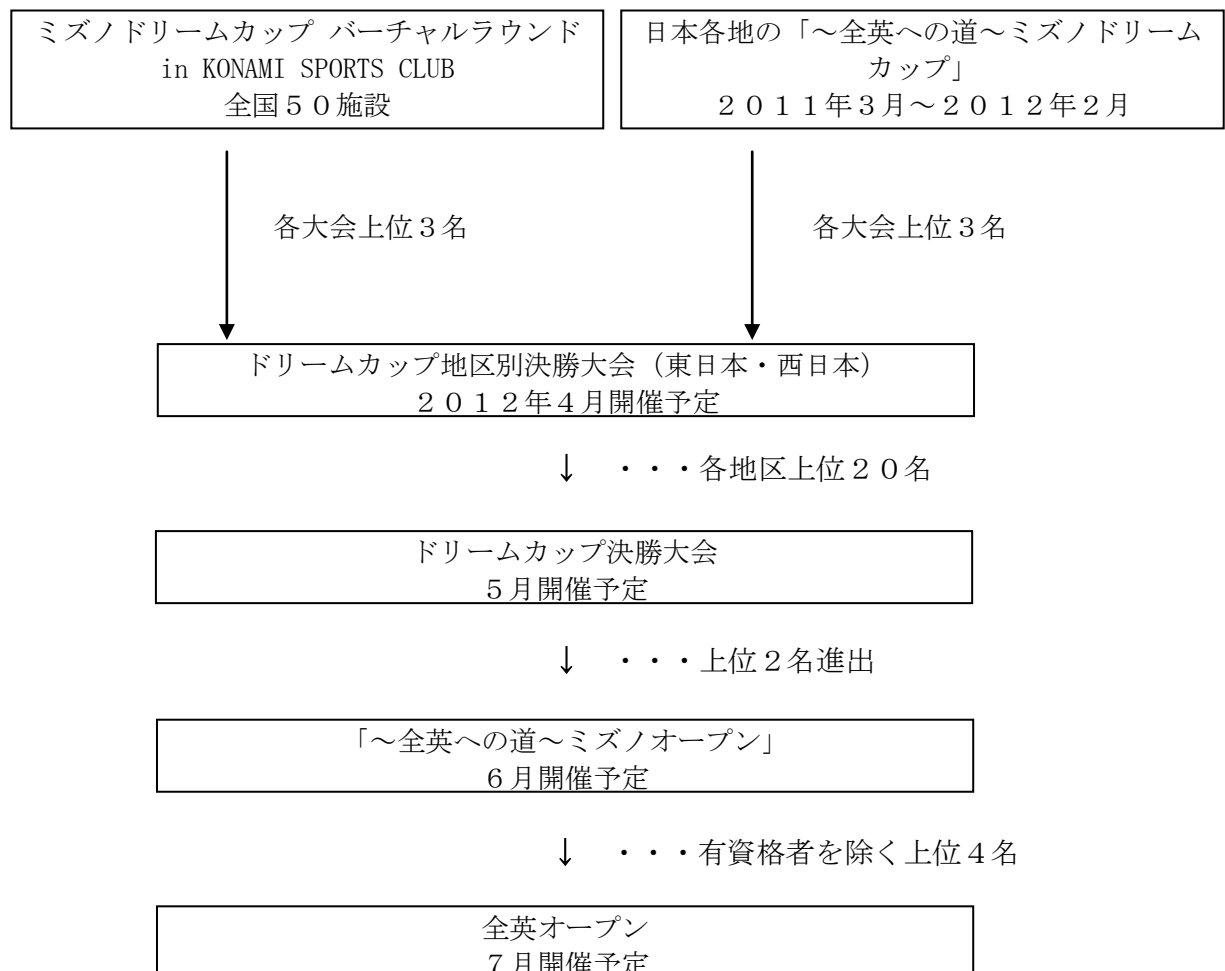 ミズノドリームカップ バーチャルラウンド
in KONAMI SPORTS CLUB
全国５０施設
日本各地の「～全英への道～ミズノドリーム
カップ」
２０１１年３月～２０１２年２月
各大会上位３名
各大会上位３名
ドリームカップ地区別決勝大会（東日本・西日本）
２０１２年４月開催予定
↓ ・・・各地区上位２０名
ドリームカップ決勝大会
５月開催予定
↓ ・・・上位２名進出
「～全英への道～ミズノオープン」
６月開催予定
↓ ・・・有資格者を除く上位４名
全英オープン
７月開催予定